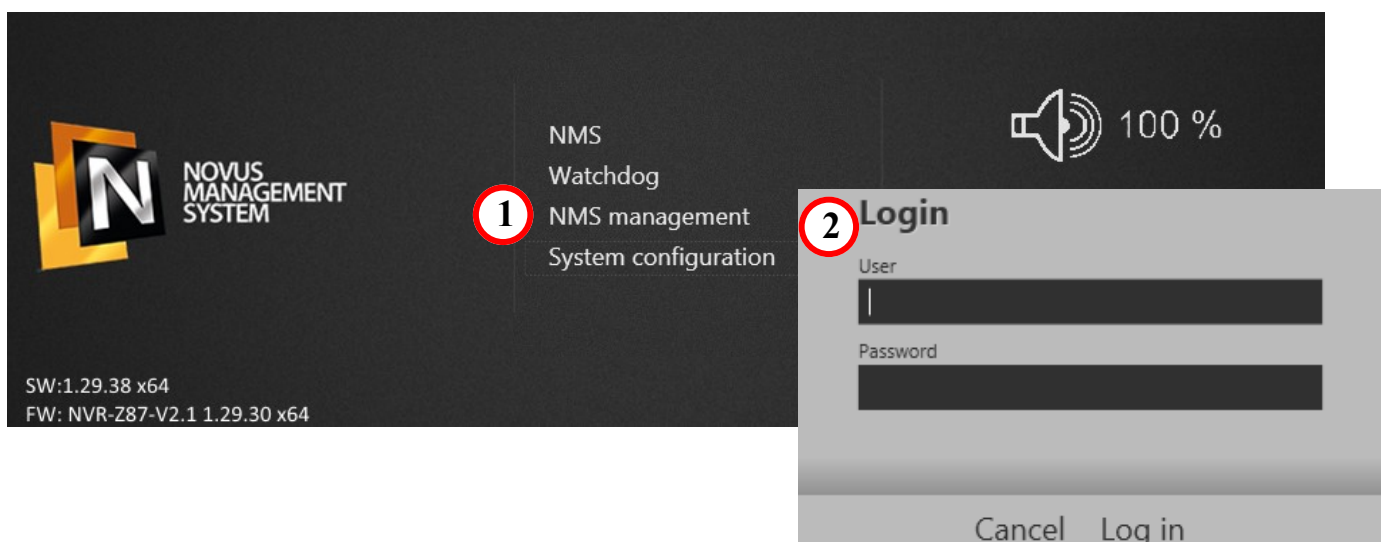 NOVUS
MANAGEMENT
SYSTEM
NMS
Watchdog
1 NMS management
System configuration
100 %
SW:1.29.38 x64
FW: NVR-Z87-V2.1 1.29.30 x64
2 Login
User
Password
Cancel Log in